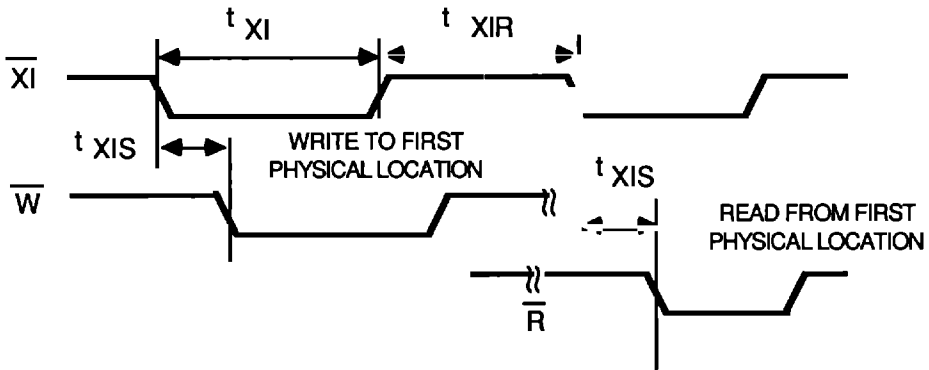 t XI
t XIR
XI
t XIS
WRITE TO FIRST
PHYSICAL LOCATION
W
t XIS
READ FROM FIRST
PHYSICAL LOCATION
R